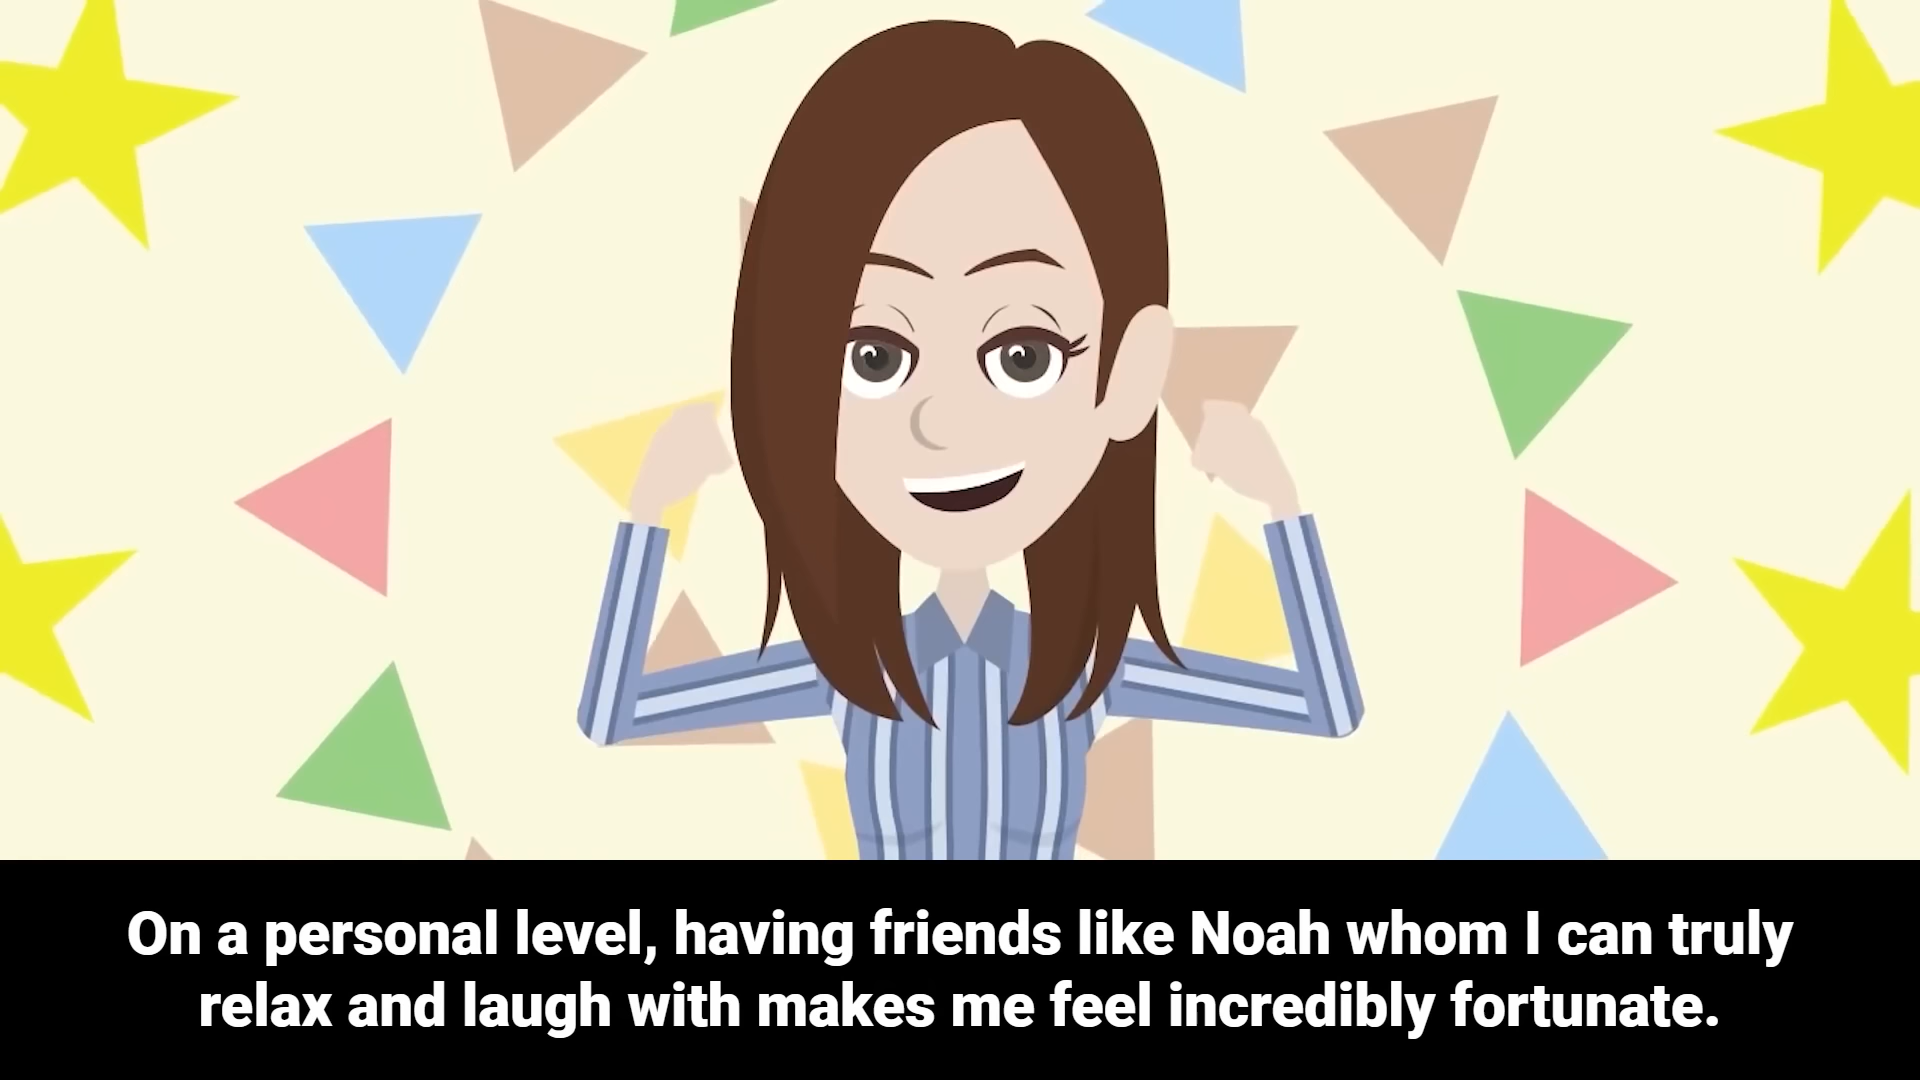 On a personal level, having friends like Noah whom I can truly
relax and laugh with makes me feel incredibly fortunate.